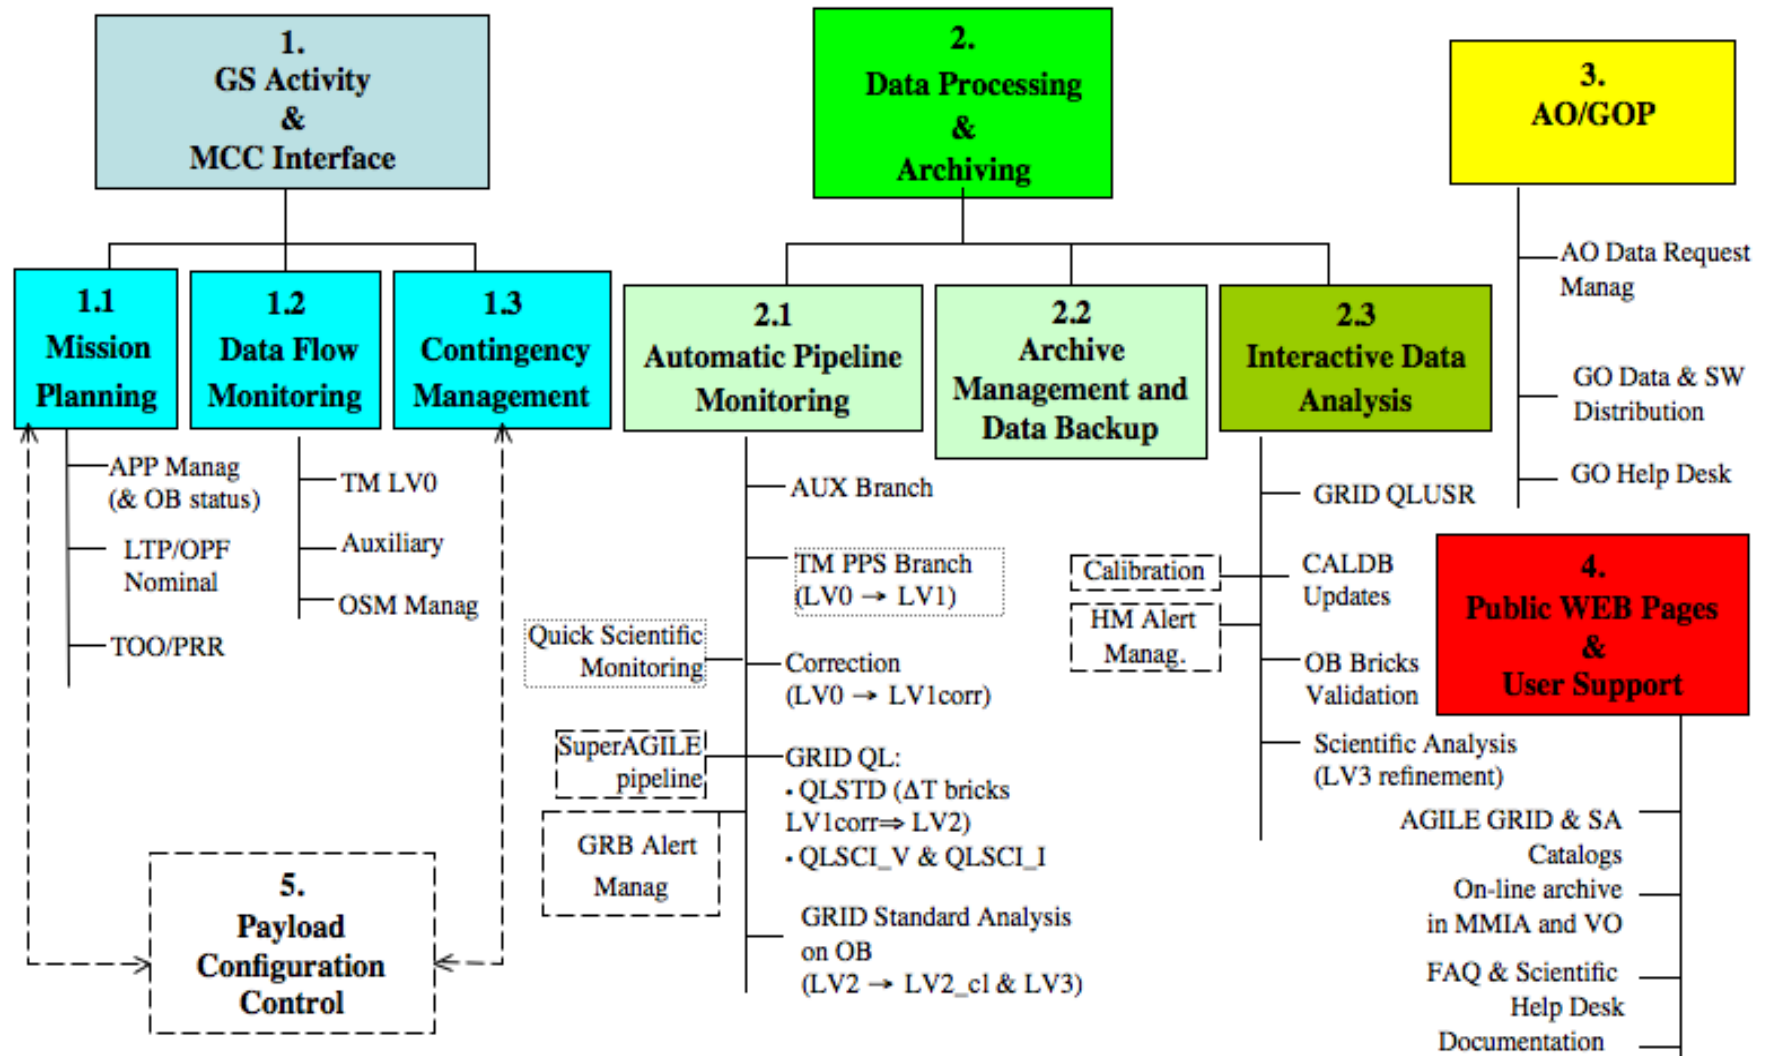 1.
GS Activity
&
MCC Interface
2.
Data Processing
&
Archiving
3.
AO/GOP
1.1
Mission
Planning
1.2
Data Flow
Monitoring
1.3
Contingency
Management
2.1
Automatic Pipeline
Monitoring
2.2
Archive
Management and
Data Backup
2.3
Interactive Data
Analysis
AO Data Request
Manag
GO Data & SW
Distribution
GO Help Desk
APP Manag
(& OB status)
LTP/OPF
Nominal
TOO/PRR
TM LV0
Auxiliary
OSM Manag
AUX Branch
TM PPS Branch
(LV0 → LV1)
Quick Scientific
Monitoring
Correction
(LV0 → LV1corr)
SuperAGILE
pipeline
GRID QL:
• QLSTD (ΔT bricks
LV1corr⇒ LV2)
• QLSCI_V & QLSCI_I
GRB Alert
Manag
GRID Standard Analysis
on OB
(LV2 → LV2_cl & LV3)
GRID QLUSR
Calibration
CALDB
Updates
HM Alert
Manag.
OB Bricks
Validation
Scientific Analysis
(LV3 refinement)
4.
Public WEB Pages
&
User Support
AGILE GRID & SA
Catalogs
On-line archive
in MMIA and VO
FAQ & Scientific
Help Desk
Documentation
5.
Payload
Configuration
Control